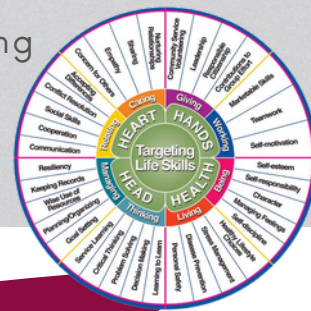 ng
Targeting
Life Skills
HEART
HANDS
HEALTH
HEAD
Relating
Caring
Giving
Working
Being
Living
Thinking
Managing
Communication
Cooperation
Social Skills
Conflict Resolution
Accepting
Differences
Concern for Others
Empathy
Sharing
Nurturing
Relationships
Community Service
Volunteering
Leadership
Responsible
Citizenship
Contributions to
Group Effort
Marketable Skills
Teamwork
Self-motivation
Self-esteem
Self-responsibility
Character
Managing Feelings
Self-discipline
Healthy Lifestyle
Choices
Stress Management
Disease Prevention
Personal Safety
Learning to Learn
Decision Making
Problem Solving
Critical Thinking
Service Learning
Goal Setting
Planning/Organizing
Wise Use of
Resources
Keeping Records
Resiliency